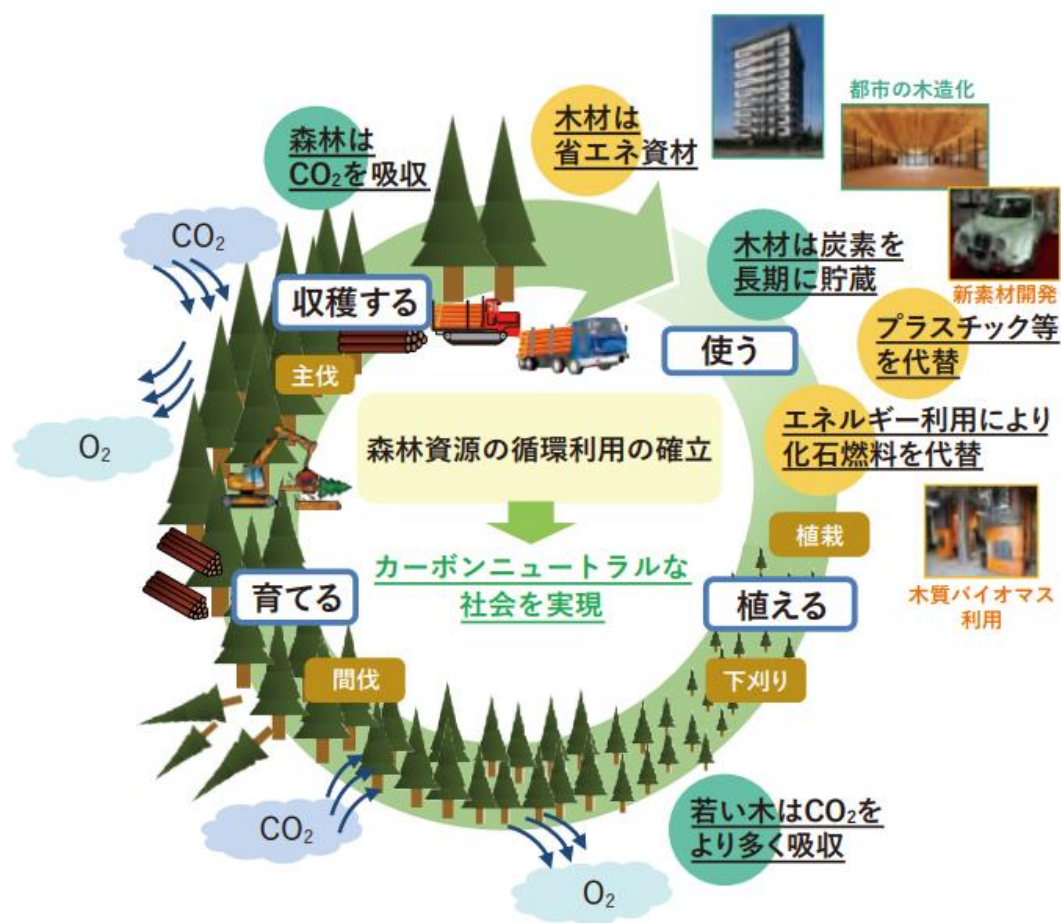 都市の木造化
木材は
省エネ資材
森林は
CO₂を吸収
CO₂
木材は炭素を
長期に貯蔵
新素材開発
収穫する
使う
プラスチック等
を代替
主伐
O₂
エネルギー利用により
化石燃料を代替
森林資源の循環利用の確立
植栽
カーボンニュートラルな
社会を実現
育てる
植える
木質バイオマス
利用
間伐
下刈り
CO₂
若い木はCO₂を
より多く吸収
O₂